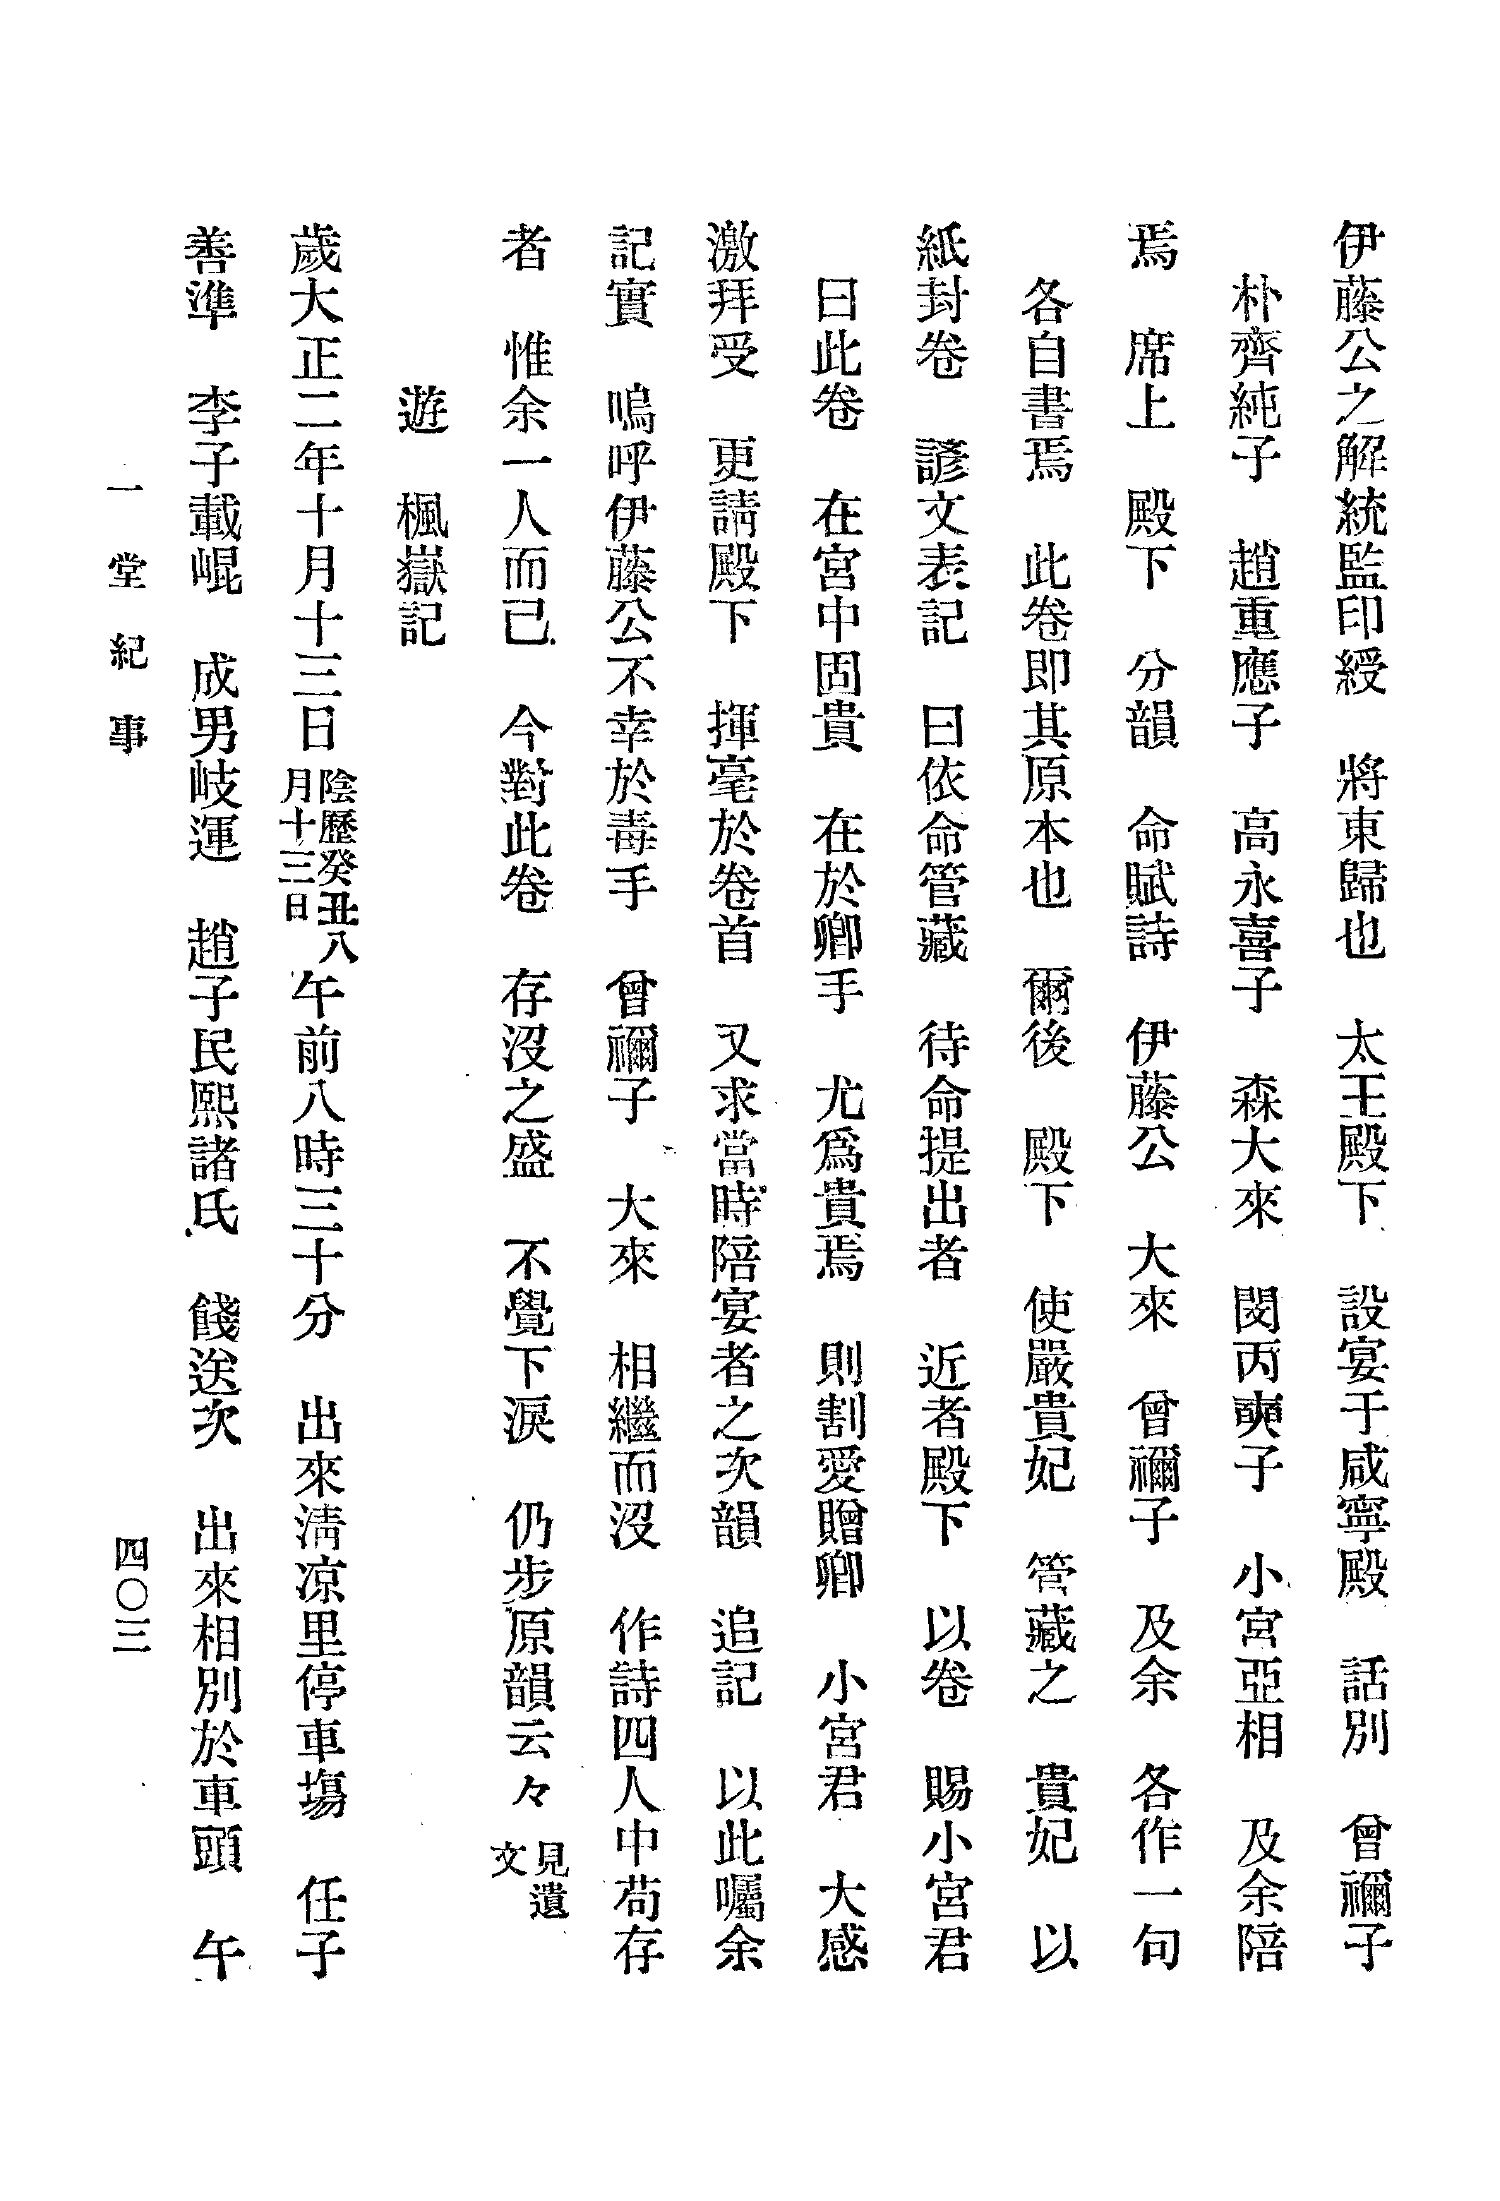 伊藤公之解統監印綬　將東歸也　太王殿下　設宴于咸寧殿　話別　曾禰子
朴齊純子　趙重應子　高永喜子　森大來　閔丙奭子　小宮亞相　及余陪
焉　席上　殿下　分韻　命賦詩　伊藤公　大來　曾禰子　及余　各作一句
各自書焉　此卷卽其原本也　爾後　殿下　使嚴貴妃　管藏之　貴妃　以
紙封卷　諺文表記　曰依命管藏　待命提出者　近者殿下　以卷　賜小宮君
曰此卷　在宮中固貴　在於卿手　尤爲貴焉　則割愛贈卿　小宮君　大感
激拜受　更請殿下　揮毫於卷首　又求當時陪宴者之次韻　追記　以此囑余
記實　嗚呼伊藤公不幸於毒手　曾禰子　大來　相繼而沒　作詩四人中苟存
者　惟余一人而已　今對此卷　存沒之盛　不覺下淚　仍步原韻云々　見遺文
遊　楓嶽記
歲大正二年十月十三日　陰歷癸丑八月十三日　午前八時三十分　出來淸凉里停車塲　任子
善準　李子載崐　成男岐運　趙子民熙諸氏　餞送次　出來相別於車頭　午
一堂紀事　四〇三